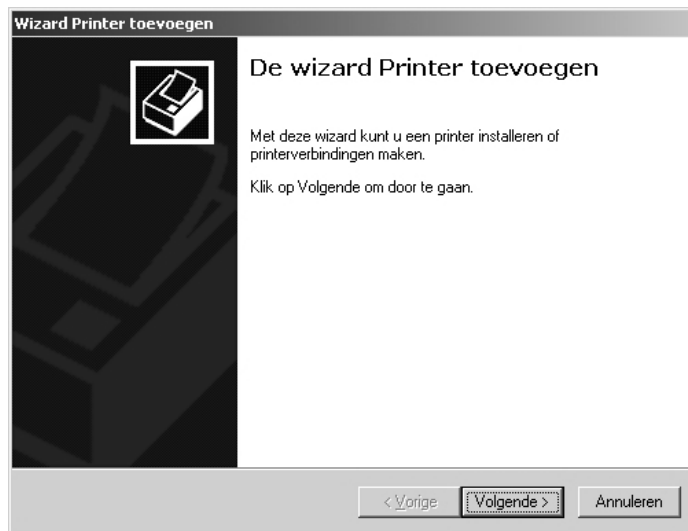 Wizard Printer toevoegen
De wizard Printer toevoegen
Met deze wizard kunt u een printer installeren of
printerverbindingen maken.
Klik op Volgende om door te gaan.
< Vorige Volgende > Annuleren